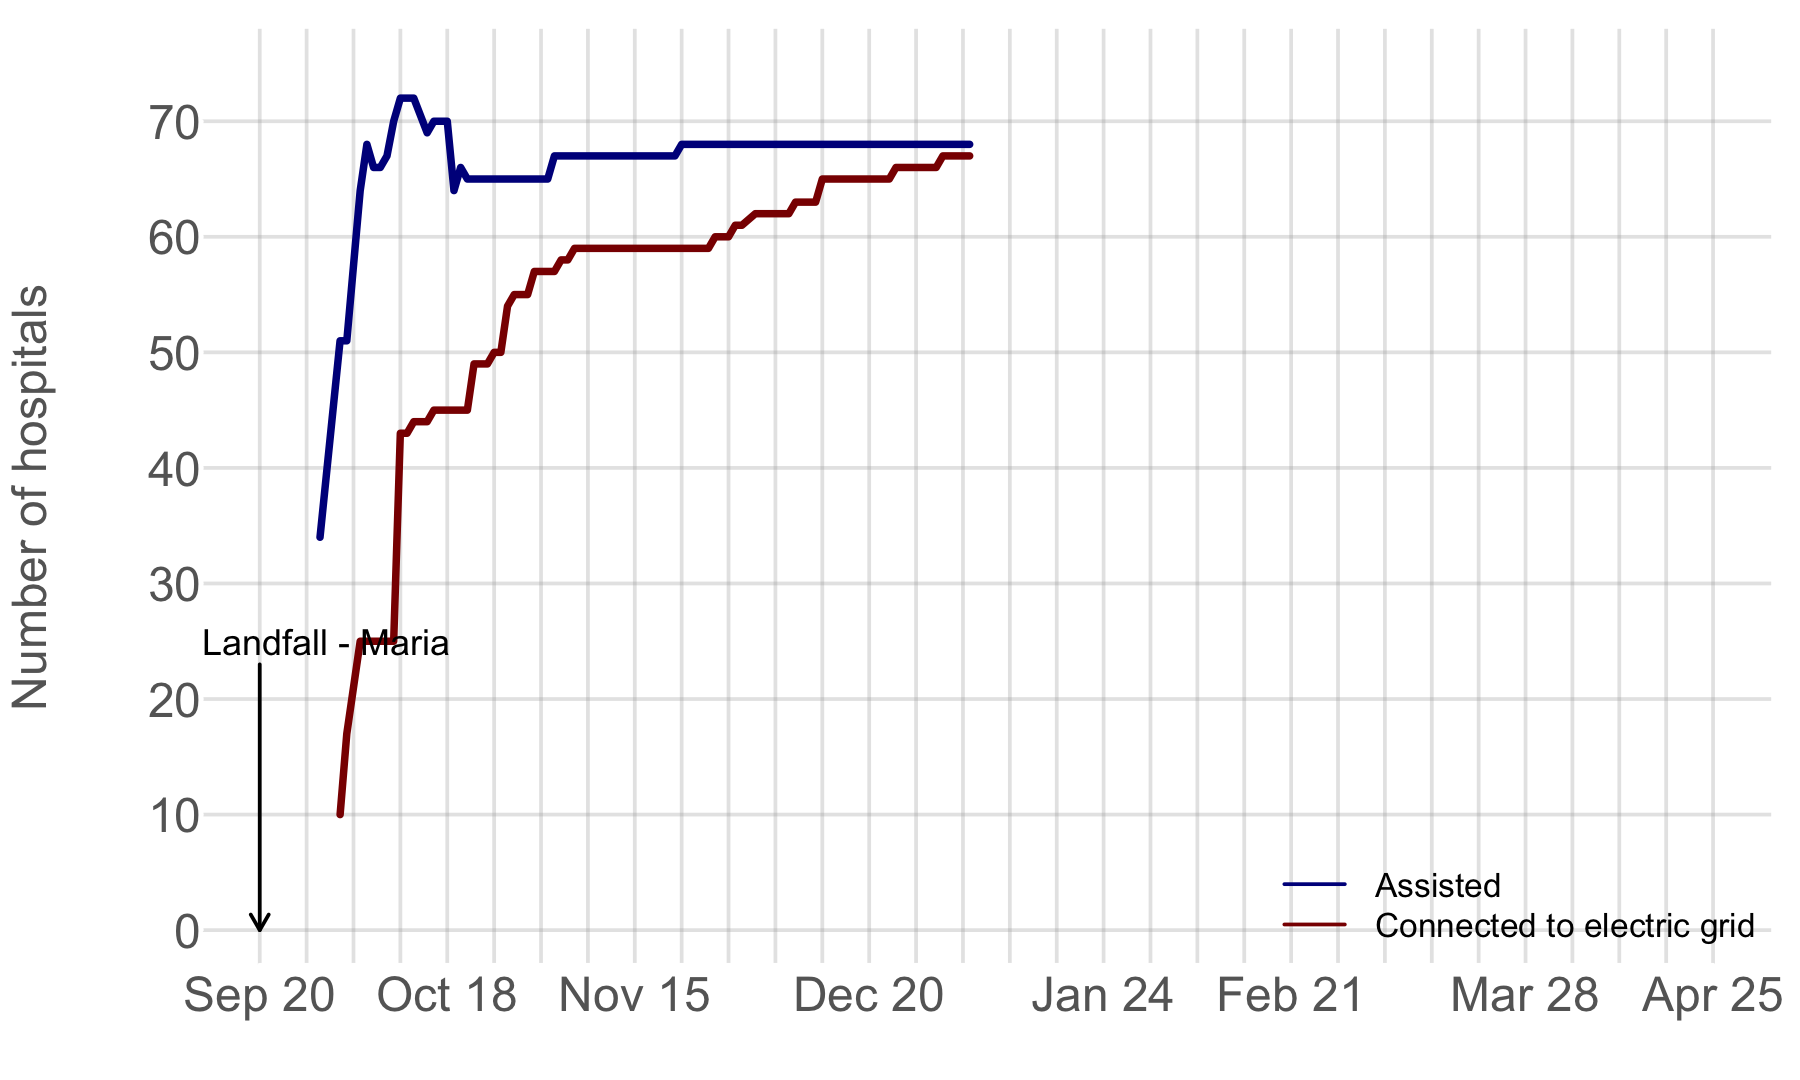 Number of hospitals
70
60
50
40
30
20
10
0
Landfall - Maria
Assisted
Connected to electric grid
Sep 20 Oct 18 Nov 15 Dec 20 Jan 24 Feb 21 Mar 28 Apr 25